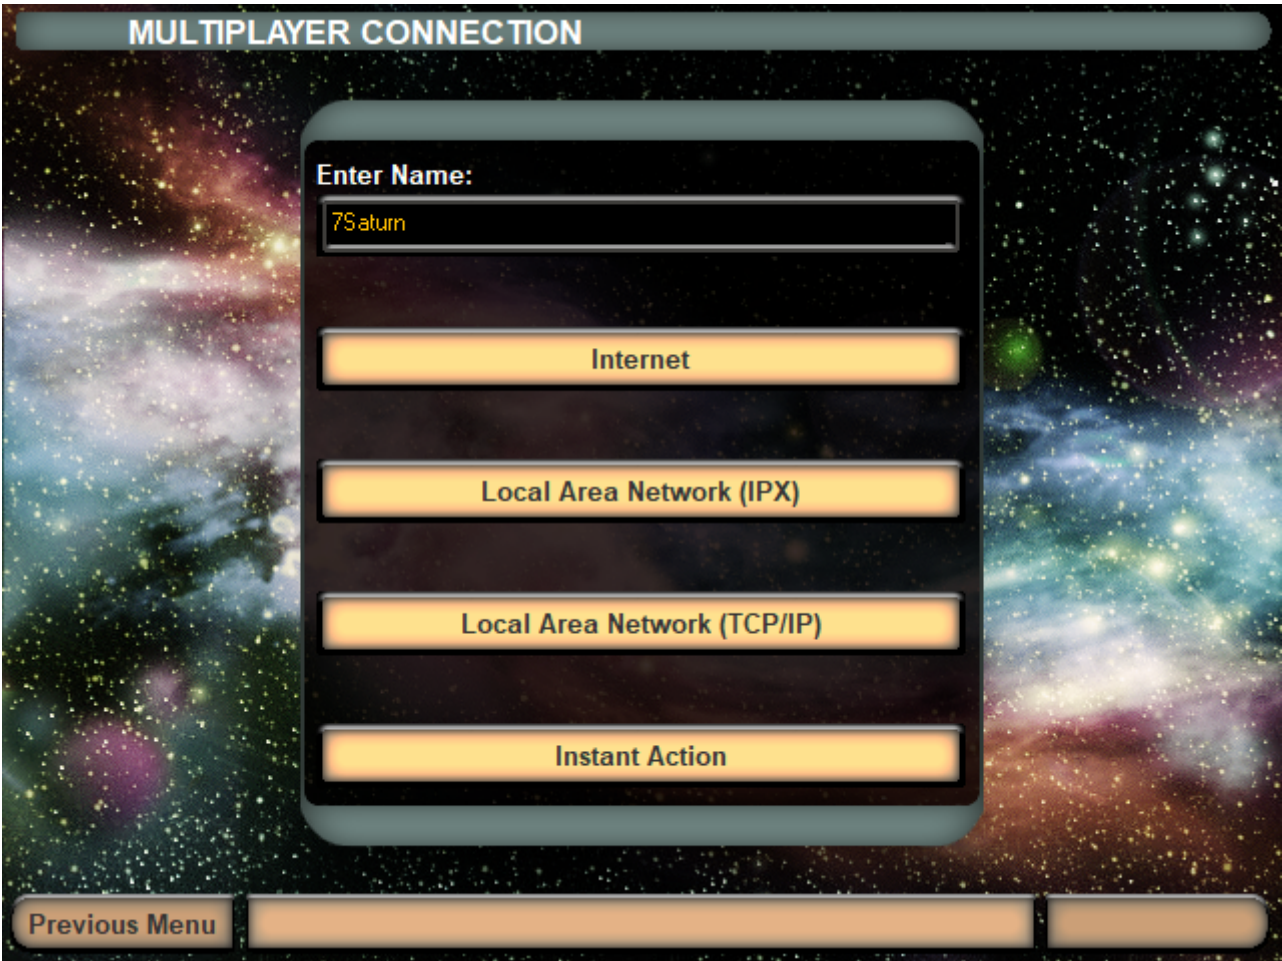 MULTIPLAYER CONNECTION
Enter Name:
7Saturn
Internet
Local Area Network (IPX)
Local Area Network (TCP/IP)
Instant Action
Previous Menu